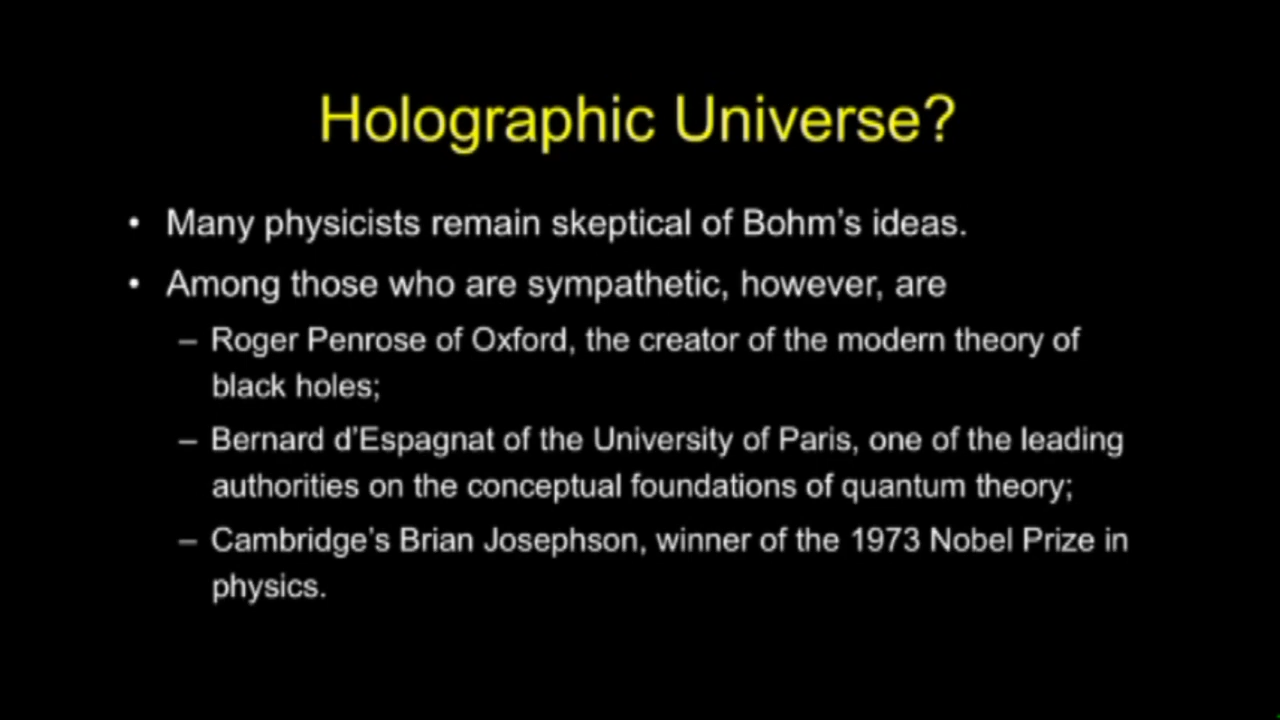 Holographic Universe?
• Many physicists remain skeptical of Bohm's ideas.
• Among those who are sympathetic, however, are
– Roger Penrose of Oxford, the creator of the modern theory of
black holes;
– Bernard d'Espagnat of the University of Paris, one of the leading
authorities on the conceptual foundations of quantum theory;
– Cambridge's Brian Josephson, winner of the 1973 Nobel Prize in
physics.